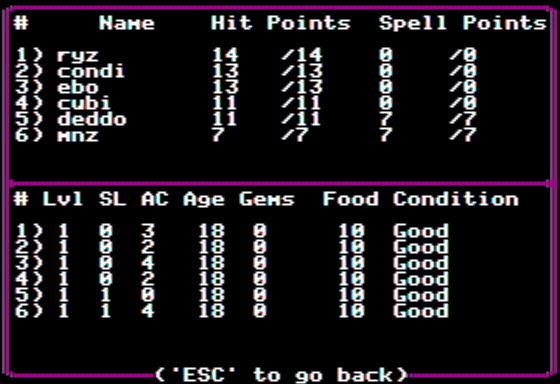 # Name Hit Points Spell Points
1) ryz 14 /14 0 /0
2) condi 13 /13 0 /0
3) ebo 13 /13 0 /0
4) cubi 11 /11 0 /0
5) deddo 11 /11 7 /7
6) mnz 7 /7 7 /7
# Lvl SL AC Age Gems Food Condition
1) 1 0 3 18 0 10 Good
2) 1 0 2 18 0 10 Good
3) 1 0 4 18 0 10 Good
4) 1 0 2 18 0 10 Good
5) 1 1 0 18 0 10 Good
6) 1 1 4 18 0 10 Good
('ESC' to go back)